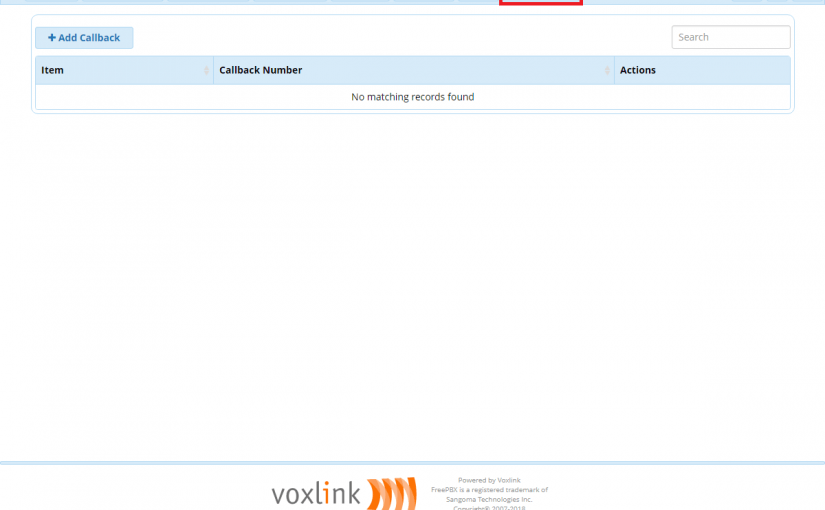 + Add Callback
Search
Item Callback Number Actions
No matching records found
voxlink
Powered by Voxlink
FreePBX is a registered trademark of
Sangoma Technologies Inc.
Copyright© 2007-2018